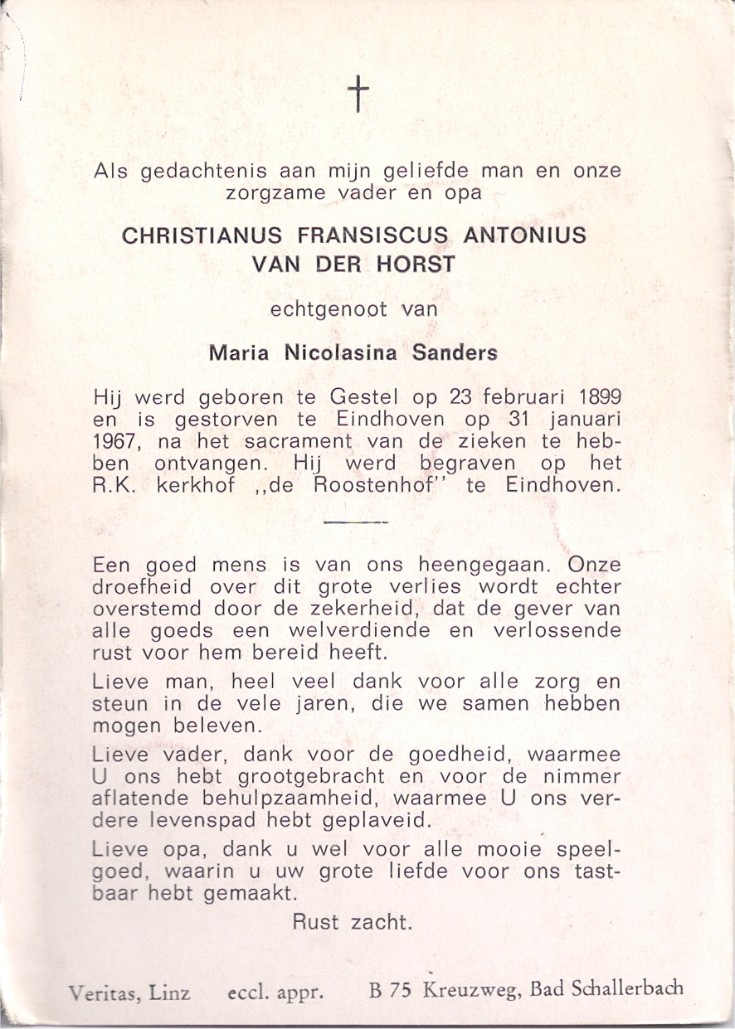 Als gedachtenis aan mijn geliefde man en onze
zorgzame vader en opa
CHRISTIANUS FRANSISCUS ANTONIUS
VAN DER HORST
echtgenoot van
Maria Nicolasina Sanders
Hij werd geboren te Gestel op 23 februari 1899
en is gestorven te Eindhoven op 31 januari
1967, na het sacrament van de zieken te heb-
ben ontvangen. Hij werd begraven op het
R.K. kerkhof ,,de Roostenhof” te Eindhoven.
Een goed mens is van ons heengegaan. Onze
droefheid over dit grote verlies wordt echter
overstemd door de zekerheid, dat de gever van
alle goeds een welverdiende en verlossende
rust voor hem bereid heeft.
Lieve man, heel veel dank voor alle zorg en
steun in de vele jaren, die we samen hebben
mogen beleven.
Lieve vader, dank voor de goedheid, waarmee
U ons hebt grootgebracht en voor de nimmer
aflatende behulpzaamheid, waarmee U ons ver-
dere levenspad hebt geplaveid.
Lieve opa, dank u wel voor alle mooie speel-
goed, waarin u uw grote liefde voor ons tast-
baar hebt gemaakt.
Rust zacht.
Veritas, Linz eccl. appr. B 75 Kreuzweg, Bad Schallerbach